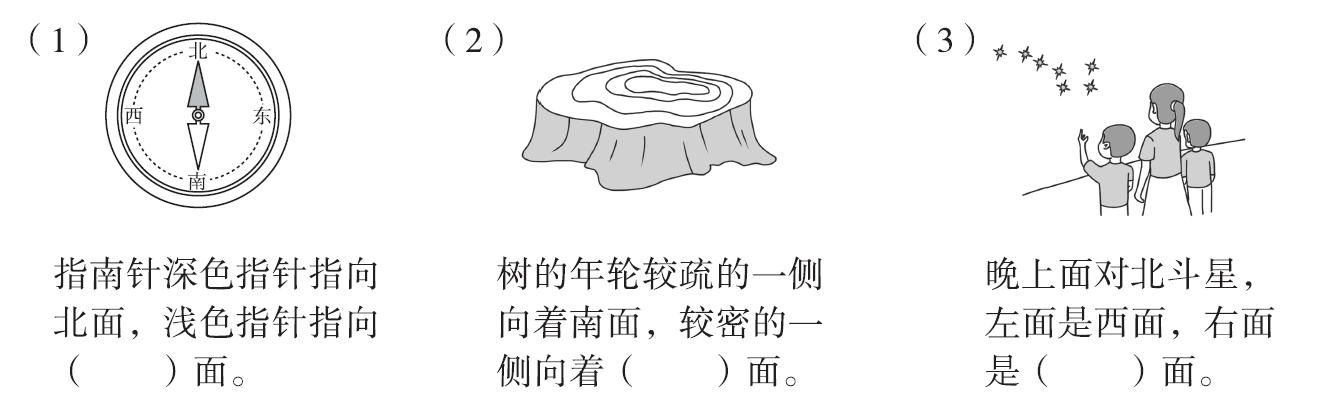 （1）
北
西
东
南
指南针深色指针指向
北面，浅色指针指向
（　　）面。
（2）
树的年轮较疏的一侧
向着南面，较密的一
侧向着（　　）面。
（3）
晚上面对北斗星，
左面是西面，右面
是（　　）面。